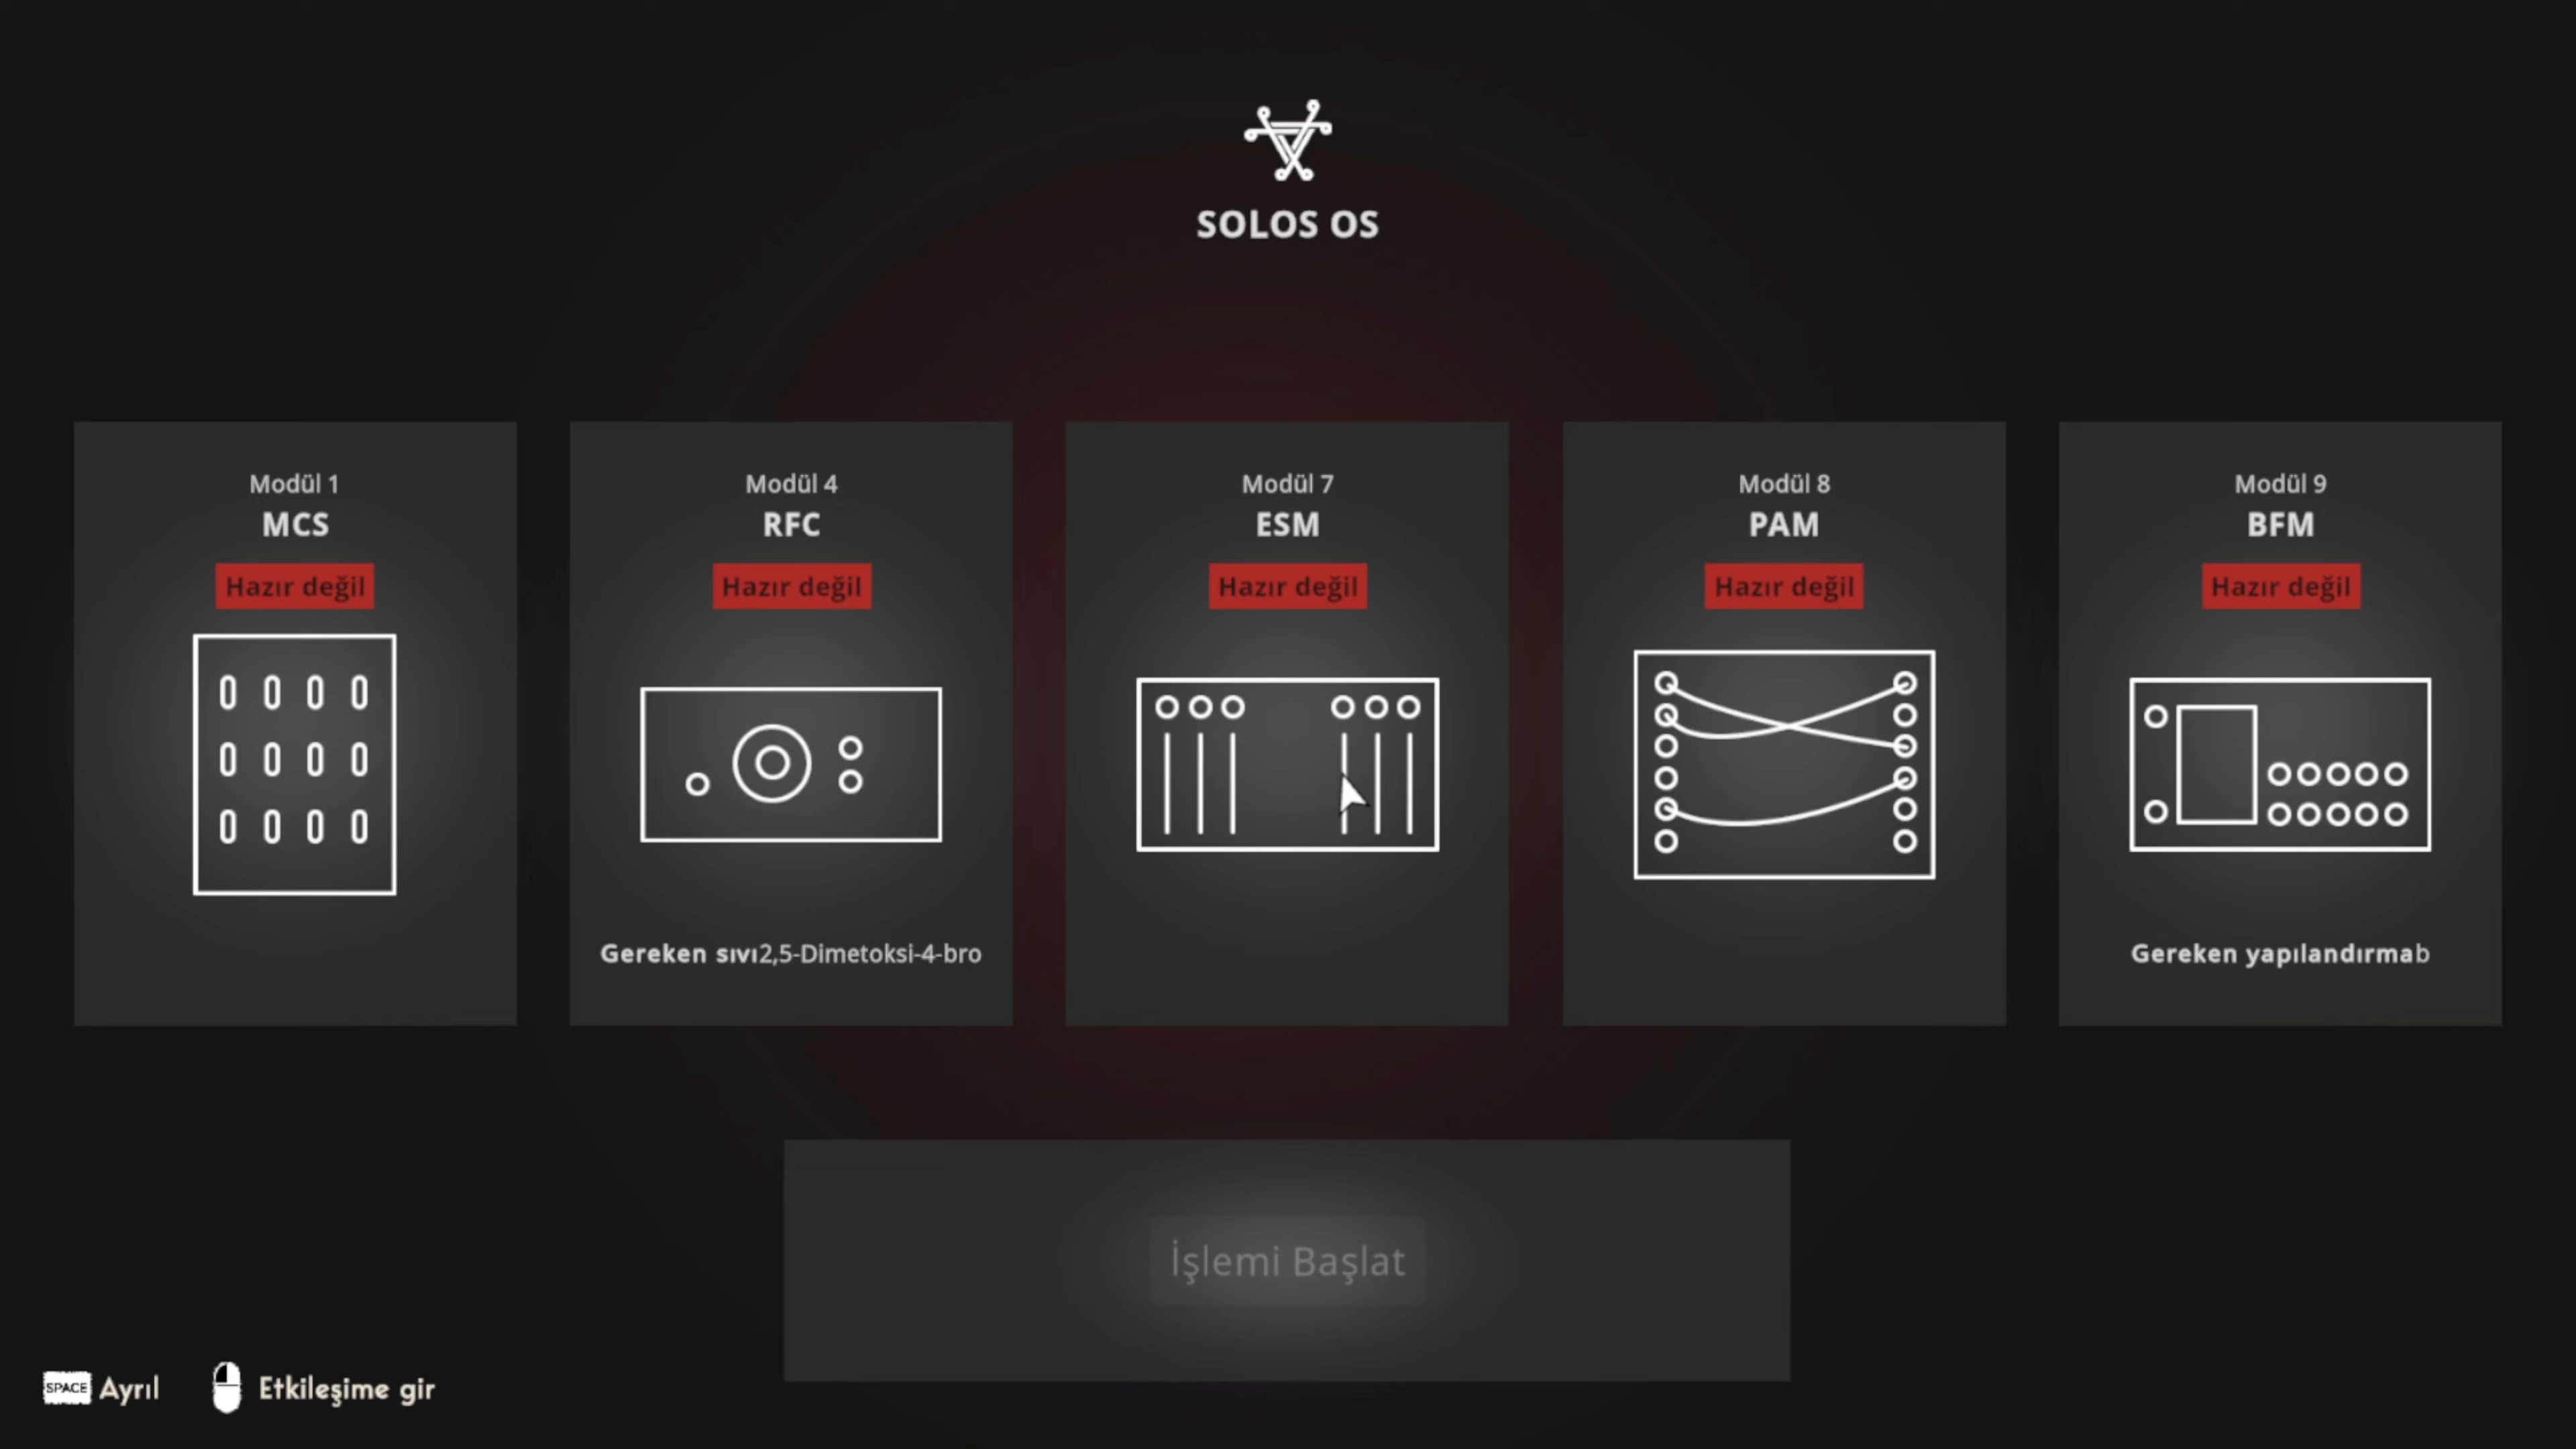 SOLOS OS
Modül 1
MCS
Hazır değil
Modül 4
RFC
Hazır değil
Gereken sıvı2,5-Dimetoksi-4-bro
Modül 7
ESM
Hazır değil
Modül 8
PAM
Hazır değil
Modül 9
BFM
Hazır değil
Gereken yapılandırmab
İşlemi Başlat
SPACE Ayrıl
Etkileşime gir